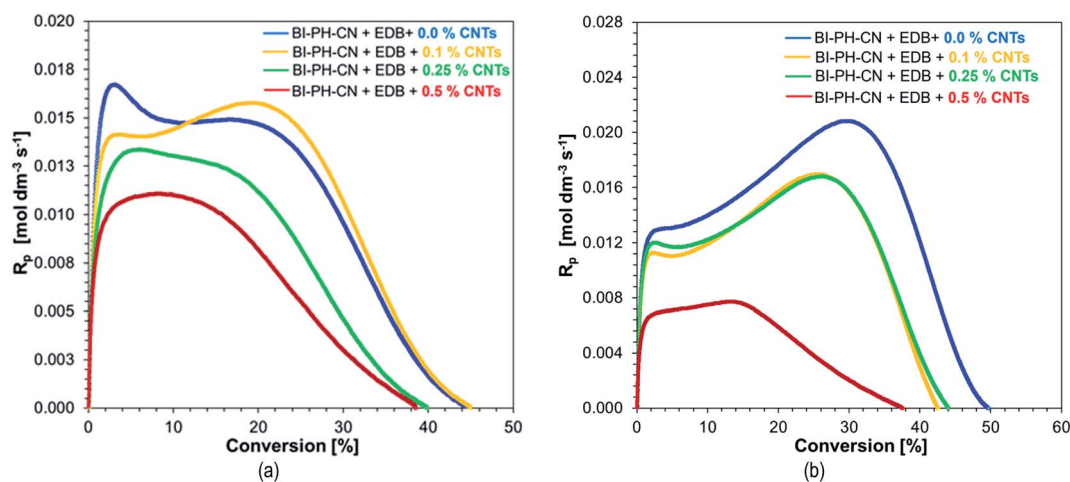 0.020
0.018
0.015
0.013
0.010
0.008
0.005
0.003
0.000
Rp [mol dm-3 s-1]
BI-PH-CN + EDB+ 0.0 % CNTs
BI-PH-CN + EDB + 0.1 % CNTs
BI-PH-CN + EDB + 0.25 % CNTs
BI-PH-CN + EDB + 0.5 % CNTs
0 10 20 30 40 50
Conversion [%]
(a)
0.028
0.024
0.020
0.016
0.012
0.008
0.004
0.000
Rp [mol dm-3 s-1]
BI-PH-CN + EDB+ 0.0 % CNTs
BI-PH-CN + EDB + 0.1 % CNTs
BI-PH-CN + EDB + 0.25 % CNTs
BI-PH-CN + EDB + 0.5 % CNTs
0 10 20 30 40 50 60
Conversion [%]
(b)